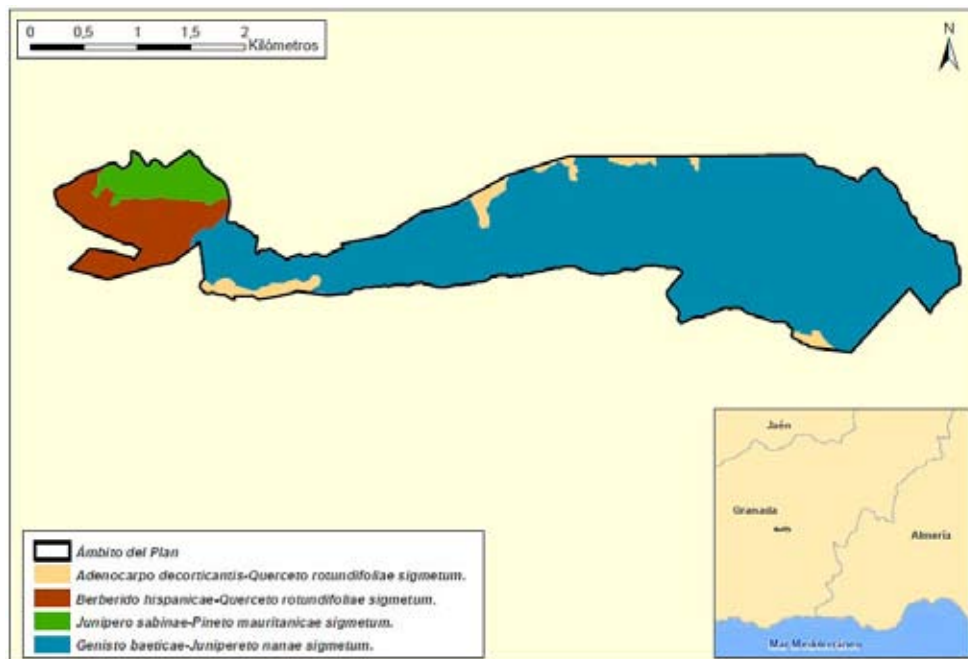 0 0,5 1 1,5 2
Kilómetros
N
Jaén
Granada
Almería
Mar Mediterráneo
Ámbito del Plan
Adenocarpo decorticantis-Querceto rotundifoliae sigmetum.
Berberido hispanicae-Querceto rotundifoliae sigmetum.
Junipero sabinae-Pineto mauritanicae sigmetum.
Genisto baeticae-Junipereto nanae sigmetum.